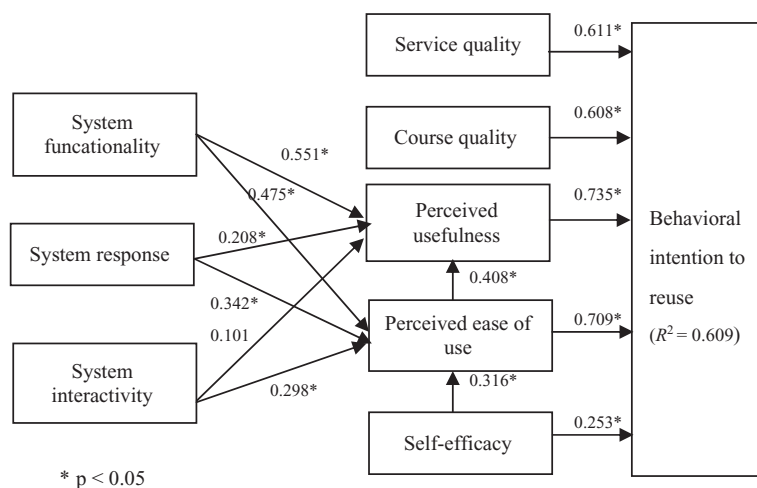 Service quality
0.611*
Course quality
0.608*
System
funcationality
0.551*
0.475*
Perceived
usefulness
0.735*
System response
0.208*
0.342*
0.408*
Behavioral
intention to
reuse
(R² = 0.609)
0.101
Perceived ease of
use
0.709*
System
interactivity
0.298*
0.316*
Self-efficacy
0.253*
* p < 0.05